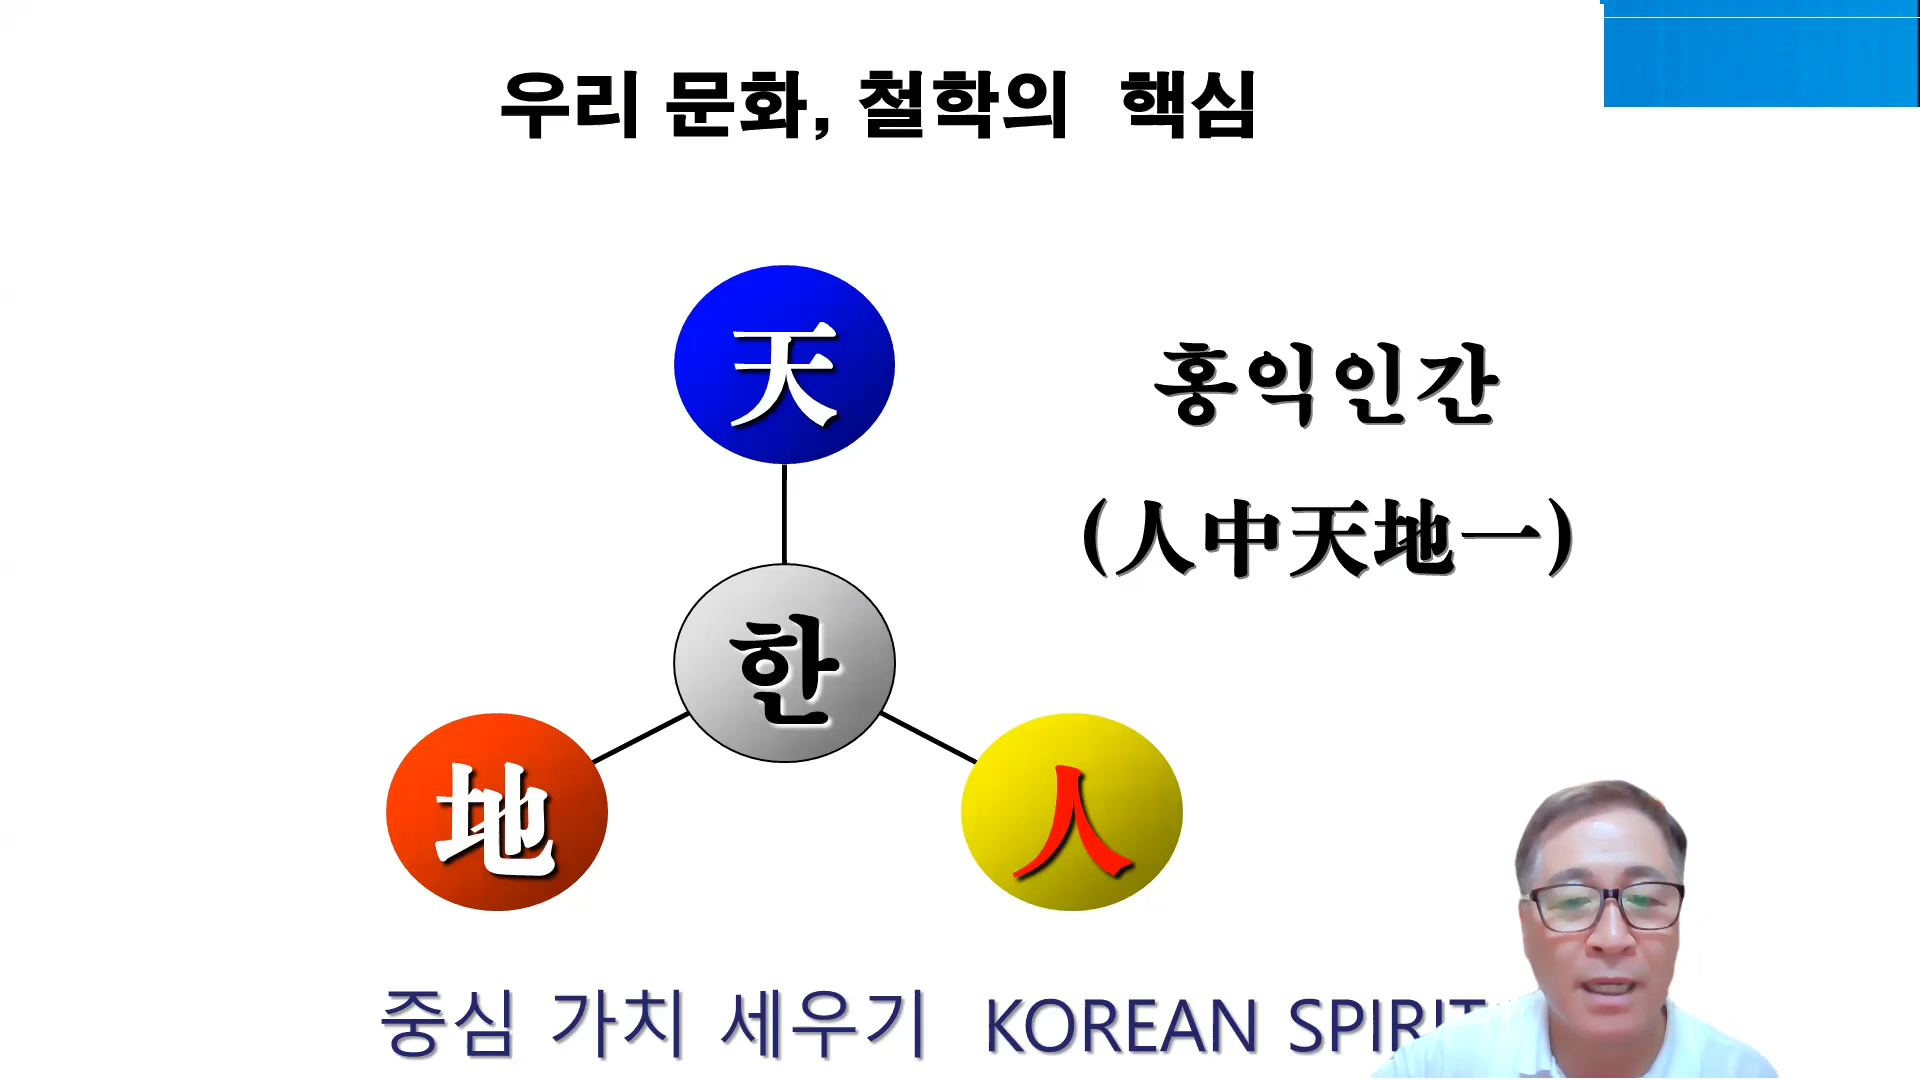 우리 문화, 철학의 핵심
天
홍익인간
(人中天地一)
한
地
人
중심 가치 세우기 KOREAN SPIRIT